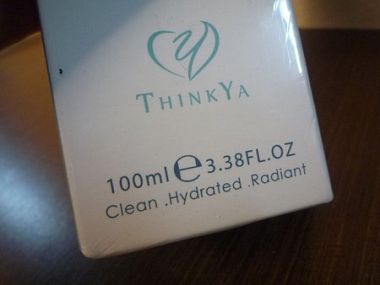 THINKYA
100ml ℮ 3.38FL.OZ
Clean .Hydrated .Radiant